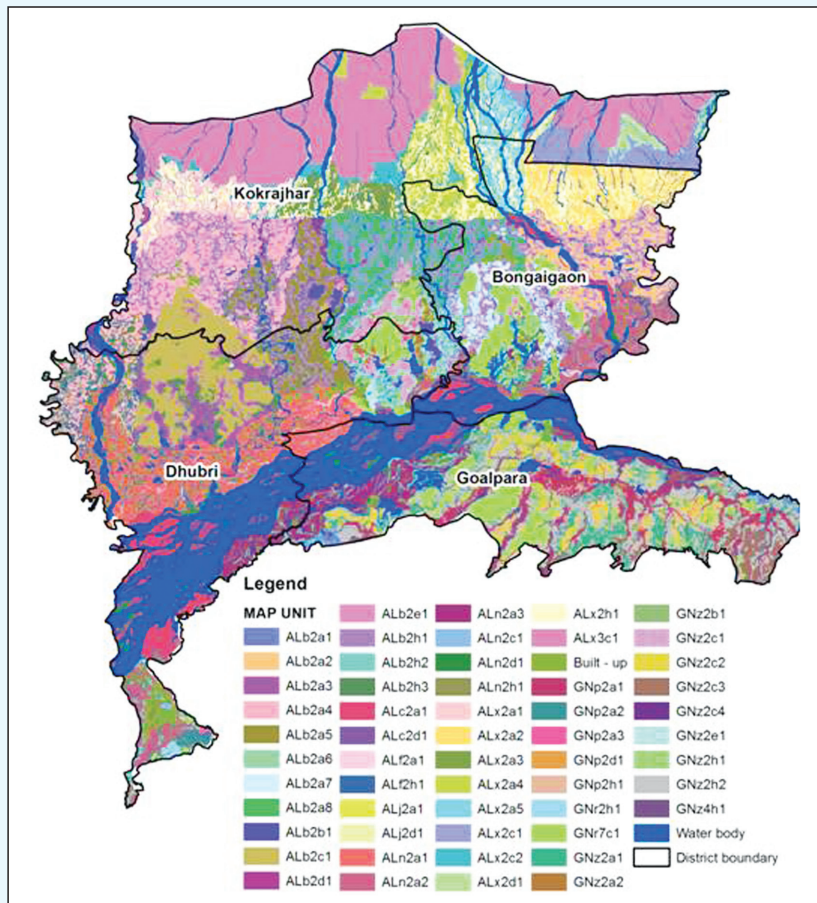 Kokrajhar
Bongaigaon
Dhubri
Goalpara
Legend
MAP UNIT
ALb2a1
ALb2a2
ALb2a3
ALb2a4
ALb2a5
ALb2a6
ALb2a7
ALb2a8
ALb2b1
ALb2c1
ALb2d1
ALb2e1
ALb2h1
ALb2h2
ALb2h3
ALc2a1
ALc2d1
ALf2a1
ALf2h1
ALj2a1
ALj2d1
ALn2a1
ALn2a2
ALn2a3
ALn2c1
ALn2d1
ALn2h1
ALx2a1
ALx2a2
ALx2a3
ALx2a4
ALx2a5
ALx2c1
ALx2c2
ALx2d1
ALx2h1
ALx3c1
Built - up
GNp2a1
GNp2a2
GNp2a3
GNp2d1
GNp2h1
GNr2h1
GNr7c1
GNz2a1
GNz2a2
GNz2b1
GNz2c1
GNz2c2
GNz2c3
GNz2c4
GNz2e1
GNz2h1
GNz2h2
GNz4h1
Water body
District boundary